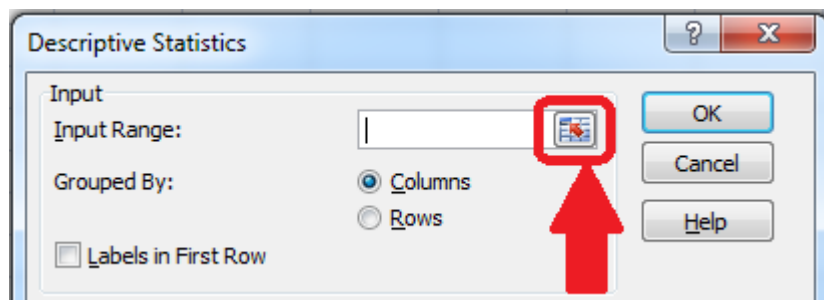 Descriptive Statistics
?
X
Input
Input Range:
OK
Cancel
Grouped By:
Columns
Rows
Help
Labels in First Row